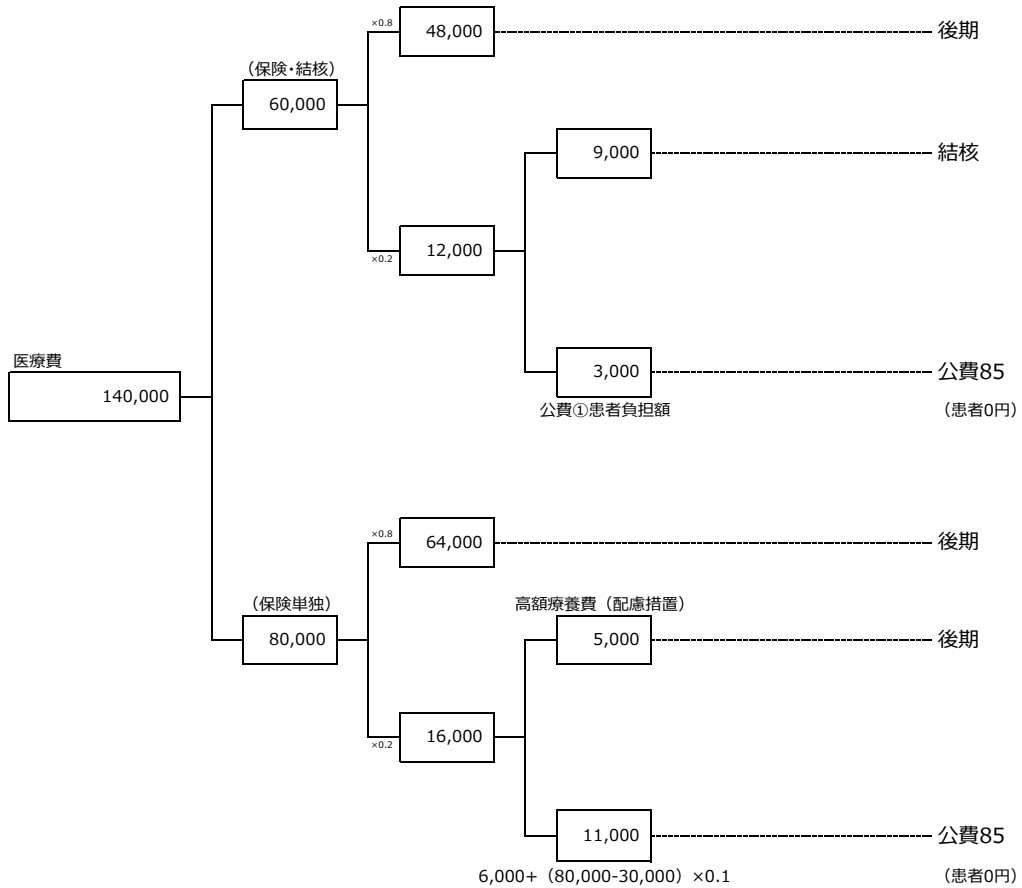 ×0.8
48,000
後期
（保険・結核）
60,000
9,000
結核
×0.2
12,000
医療費
140,000
3,000
公費85
公費①患者負担額
（患者0円）
×0.8
64,000
後期
（保険単独）
80,000
高額療養費（配慮措置）
5,000
後期
×0.2
16,000
11,000
公費85
6,000+（80,000-30,000）×0.1
（患者0円）